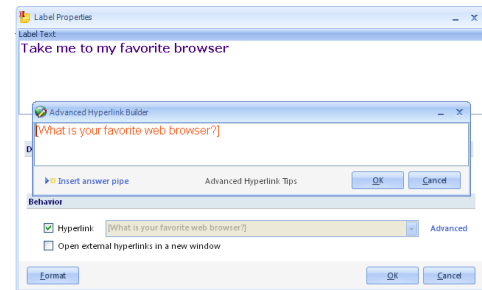 Label Properties
Label Text
Take me to my favorite browser
Advanced Hyperlink Builder
[What is your favorite web browser?]
D
Insert answer pipe Advanced Hyperlink Tips OK Cancel
Behavior
Hyperlink [What is your favorite web browser?] Advanced
Open external hyperlinks in a new window
Format OK Cancel